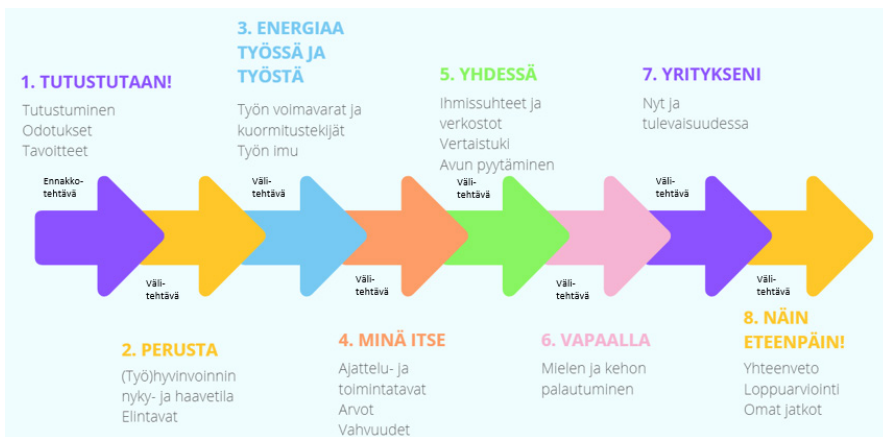 1. TUTUSTUTAAN!
Tutustuminen
Odotukset
Tavoitteet
Ennakko-
tehtävä
2. PERUSTA
(Työ)hyvinvoinnin
nyky- ja haavetila
Elintavat
Väli-
tehtävä
3. ENERGIAA
TYÖSSÄ JA
TYÖSTÄ
Työn voimavarat ja
kuormitustekijät
Työn imu
Väli-
tehtävä
4. MINÄ ITSE
Ajattelu- ja
toimintatavat
Arvot
Vahvuudet
Väli-
tehtävä
5. YHDESSÄ
Ihmissuhteet ja
verkostot
Vertaistuki
Avun pyytäminen
Väli-
tehtävä
6. VAPAALLA
Mielen ja kehon
palautuminen
Väli-
tehtävä
7. YRITYKSENI
Nyt ja
tulevaisuudessa
Väli-
tehtävä
8. NÄIN
ETEENPÄIN!
Yhteenveto
Loppuarviointi
Omat jatkot
Väli-
tehtävä